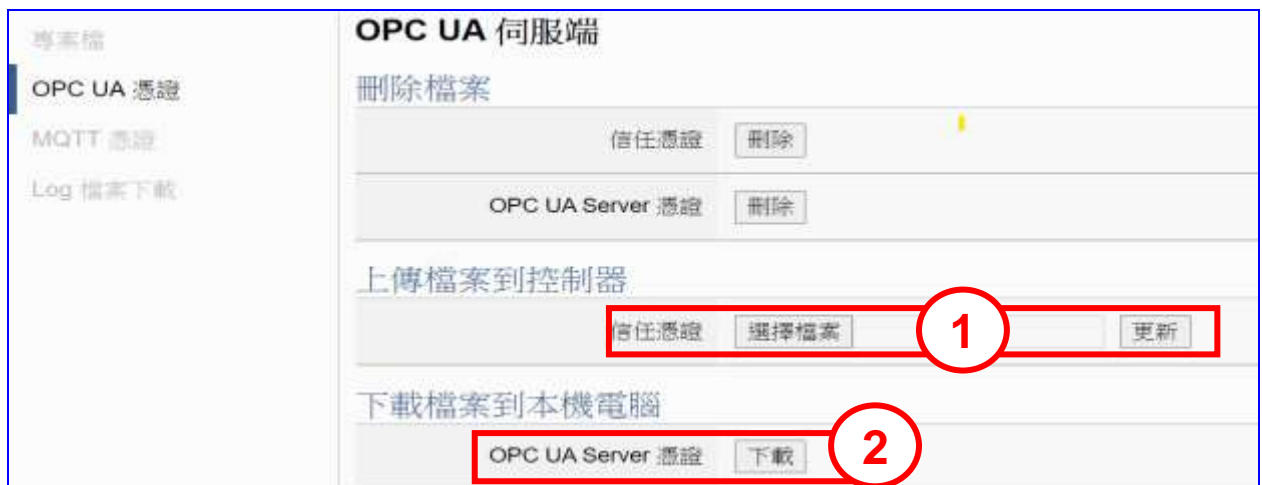 專案檔
OPC UA 憑證
MQTT 憑證
Log 檔案下載
OPC UA 伺服端
刪除檔案
信任憑證 刪除
OPC UA Server 憑證 刪除
上傳檔案到控制器
信任憑證 選擇檔案 1 更新
下載檔案到本機電腦
OPC UA Server 憑證 下載 2